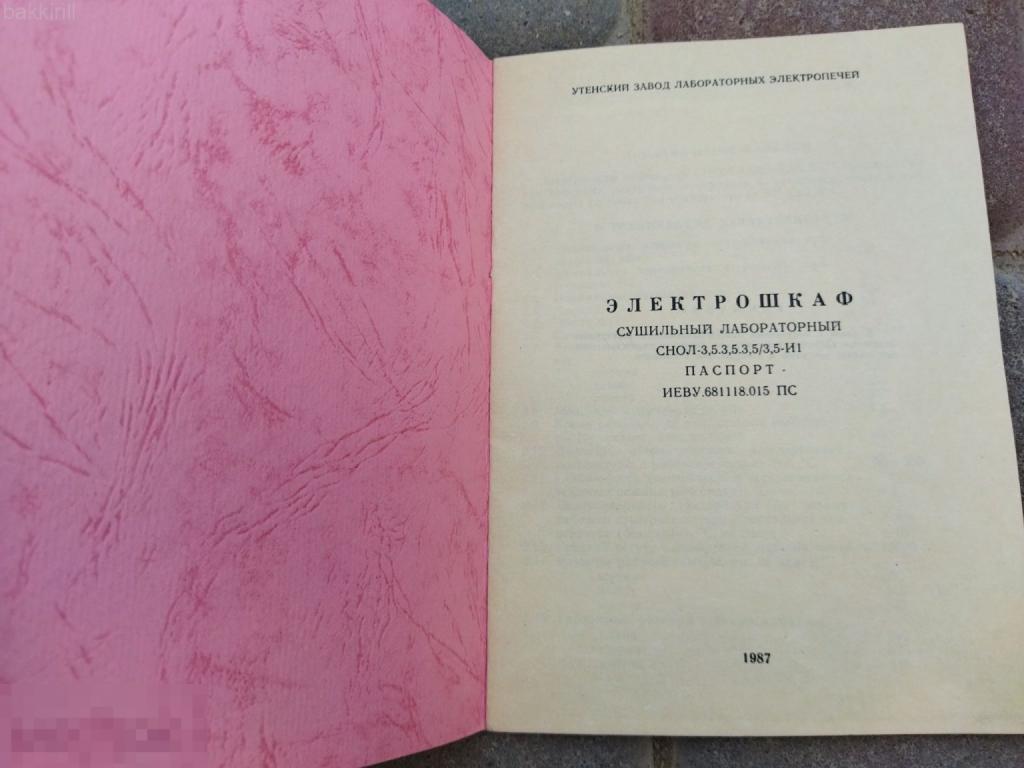 bakkirill
УТЕНСКИЙ ЗАВОД ЛАБОРАТОРНЫХ ЭЛЕКТРОПЕЧЕЙ
ЭЛЕКТРОШКАФ
СУШИЛЬНЫЙ ЛАБОРАТОРНЫЙ
СНОЛ-3,5.3,5.3,5/3,5-И1
ПАСПОРТ
ИЕВУ.681118.015 ПС
1987